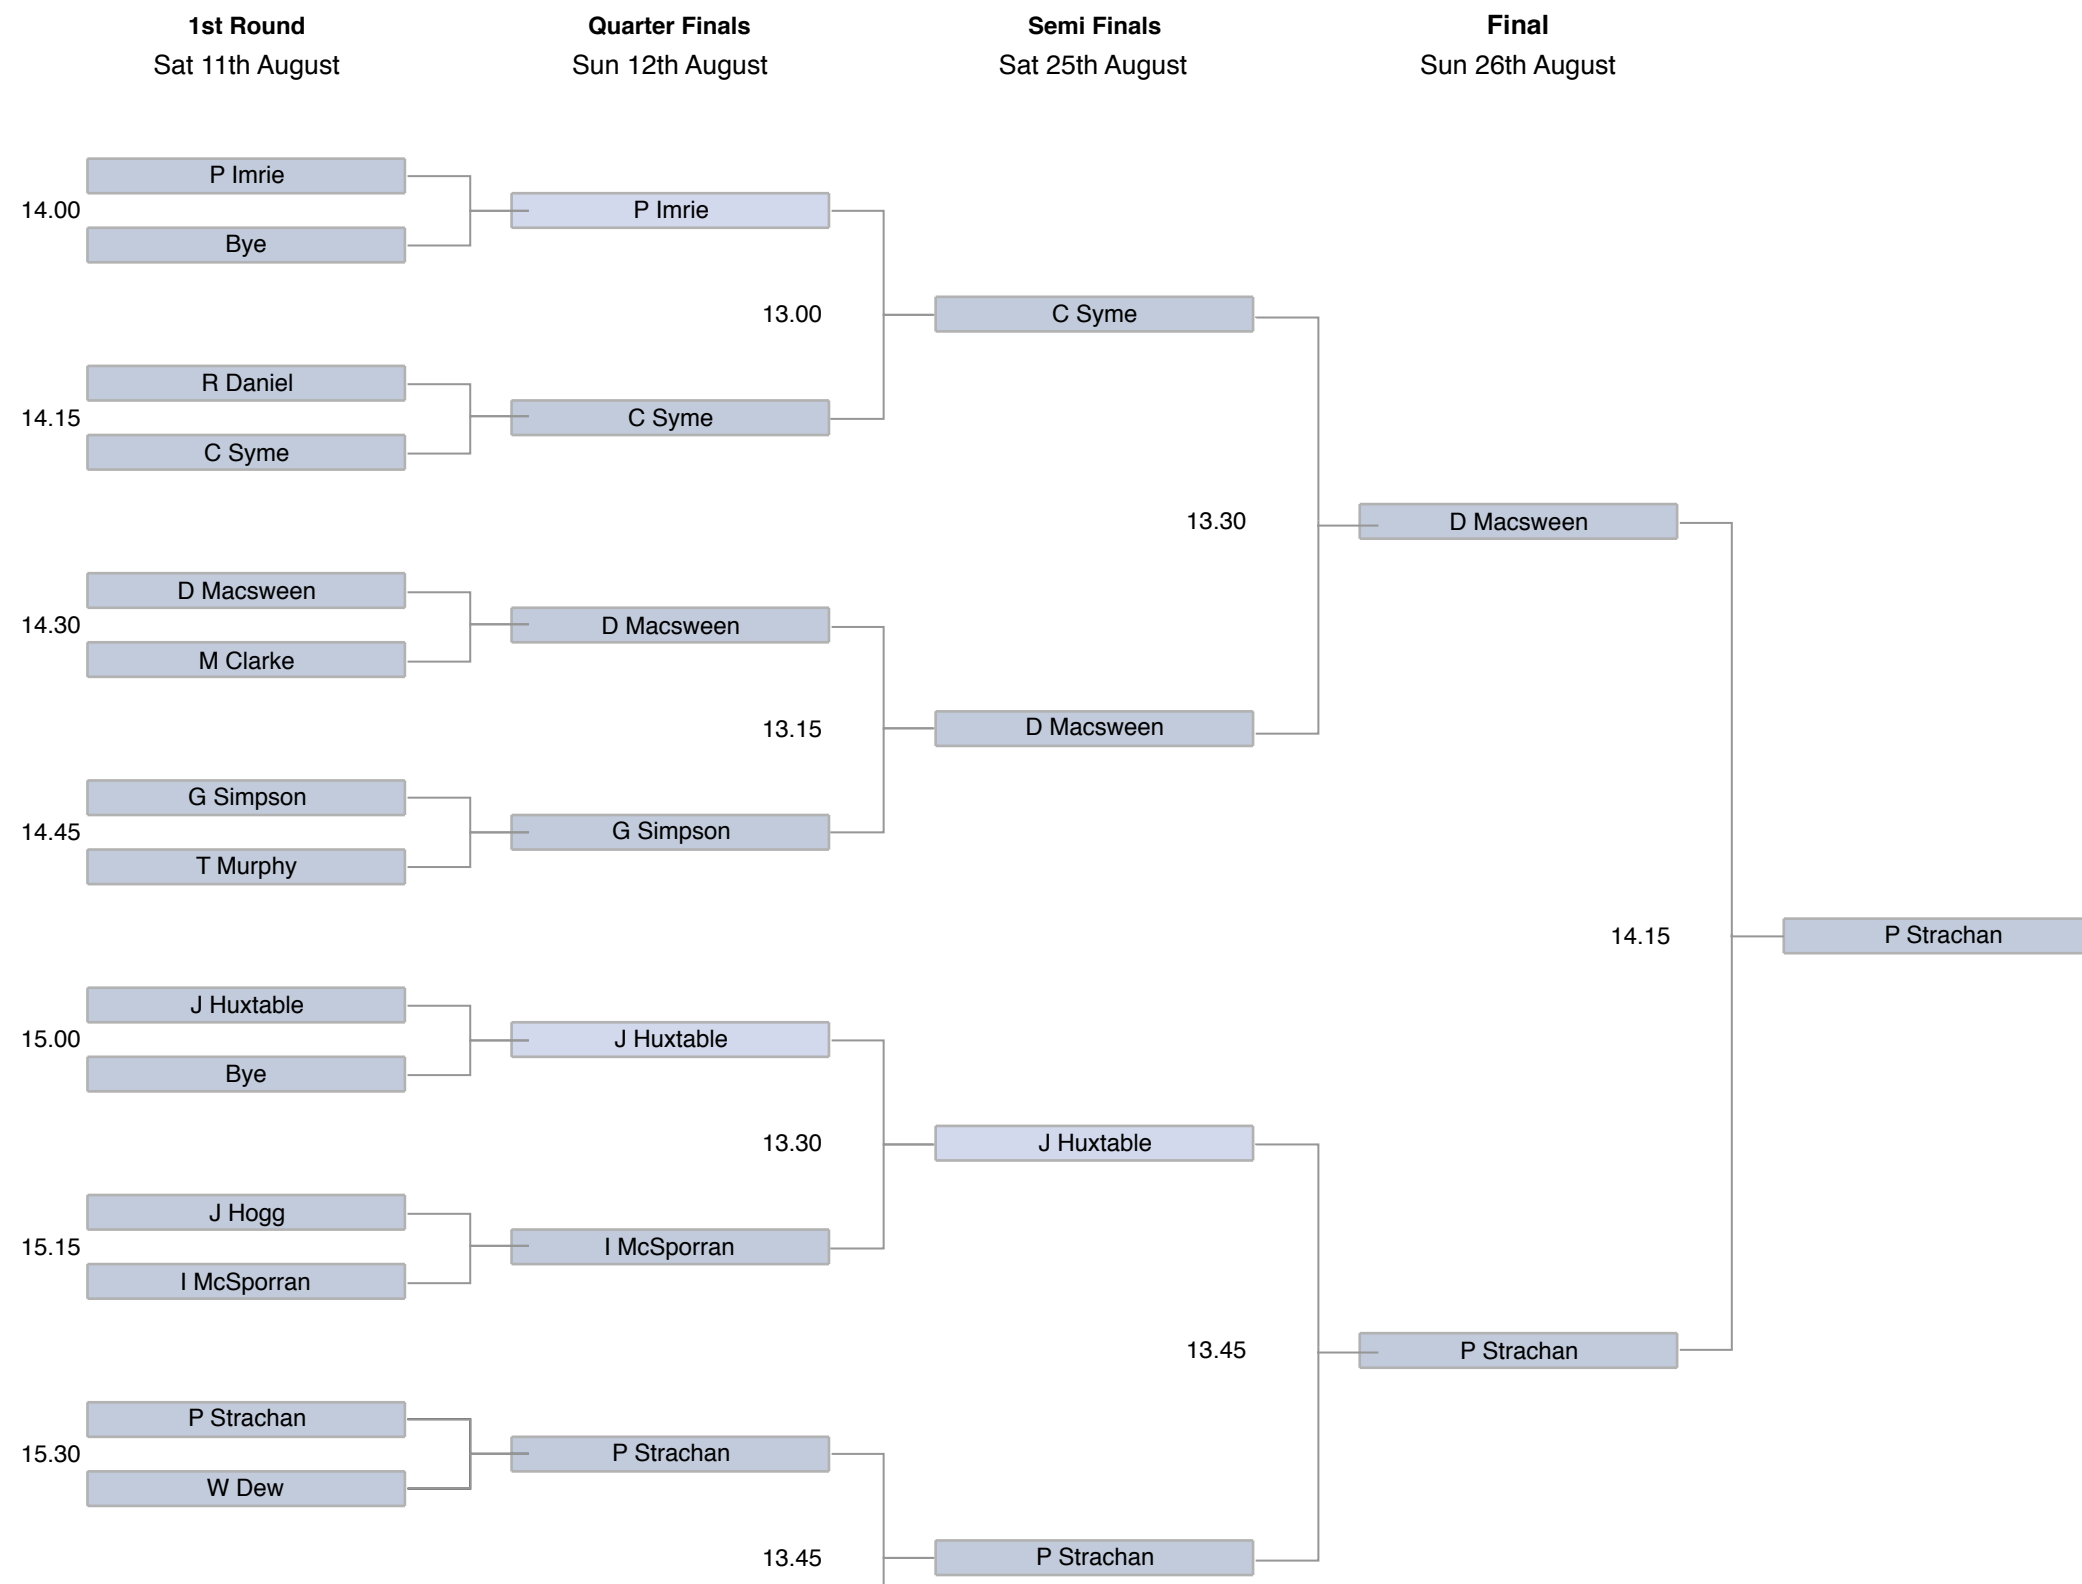 1st Round
Quarter Finals
Semi Finals
Final
Sat 11th August
Sun 12th August
Sat 25th August
Sun 26th August
P Imrie
14.00
P Imrie
Bye
13.00
C Syme
R Daniel
14.15
C Syme
C Syme
13.30
D Macsween
D Macsween
14.30
D Macsween
M Clarke
13.15
D Macsween
G Simpson
14.45
G Simpson
T Murphy
14.15
P Strachan
J Huxtable
15.00
J Huxtable
Bye
13.30
J Huxtable
J Hogg
15.15
I McSporran
I McSporran
13.45
P Strachan
P Strachan
15.30
P Strachan
W Dew
13.45
P Strachan